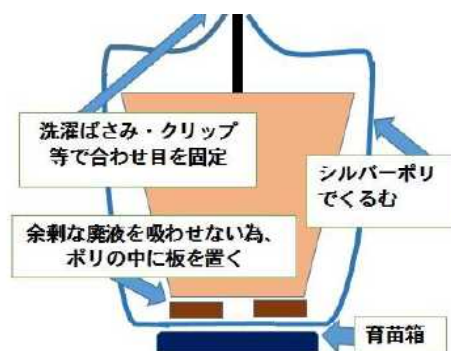 洗濯ばさみ・クリップ
等で合わせ目を固定
シルバーポリ
でくるむ
余剰な廃液を吸わせない為、
ポリの中に板を置く
育苗箱